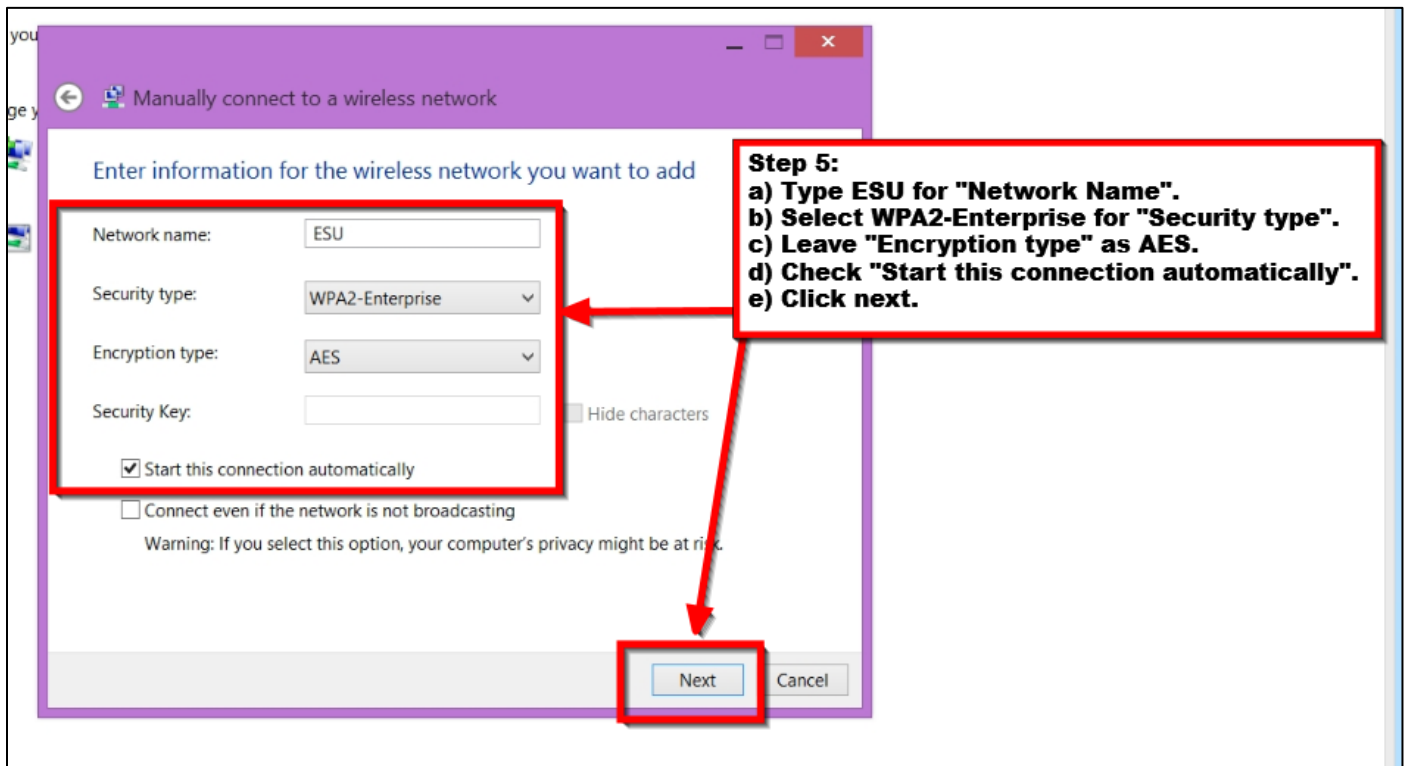 you
Manually connect to a wireless network
ge y
Enter information for the wireless network you want to add
Step 5:
a) Type ESU for "Network Name".
b) Select WPA2-Enterprise for "Security type".
c) Leave "Encryption type" as AES.
d) Check "Start this connection automatically".
e) Click next.
Network name: ESU
Security type: WPA2-Enterprise
Encryption type: AES
Security Key: Hide characters
Start this connection automatically
Connect even if the network is not broadcasting
Warning: If you select this option, your computer's privacy might be at risk.
Next Cancel